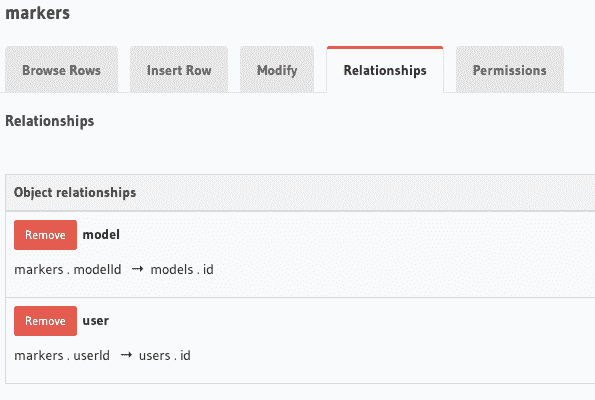 markers
Browse Rows Insert Row Modify Relationships Permissions
Relationships
Object relationships
Remove model
markers . modelId → models . id
Remove user
markers . userId → users . id